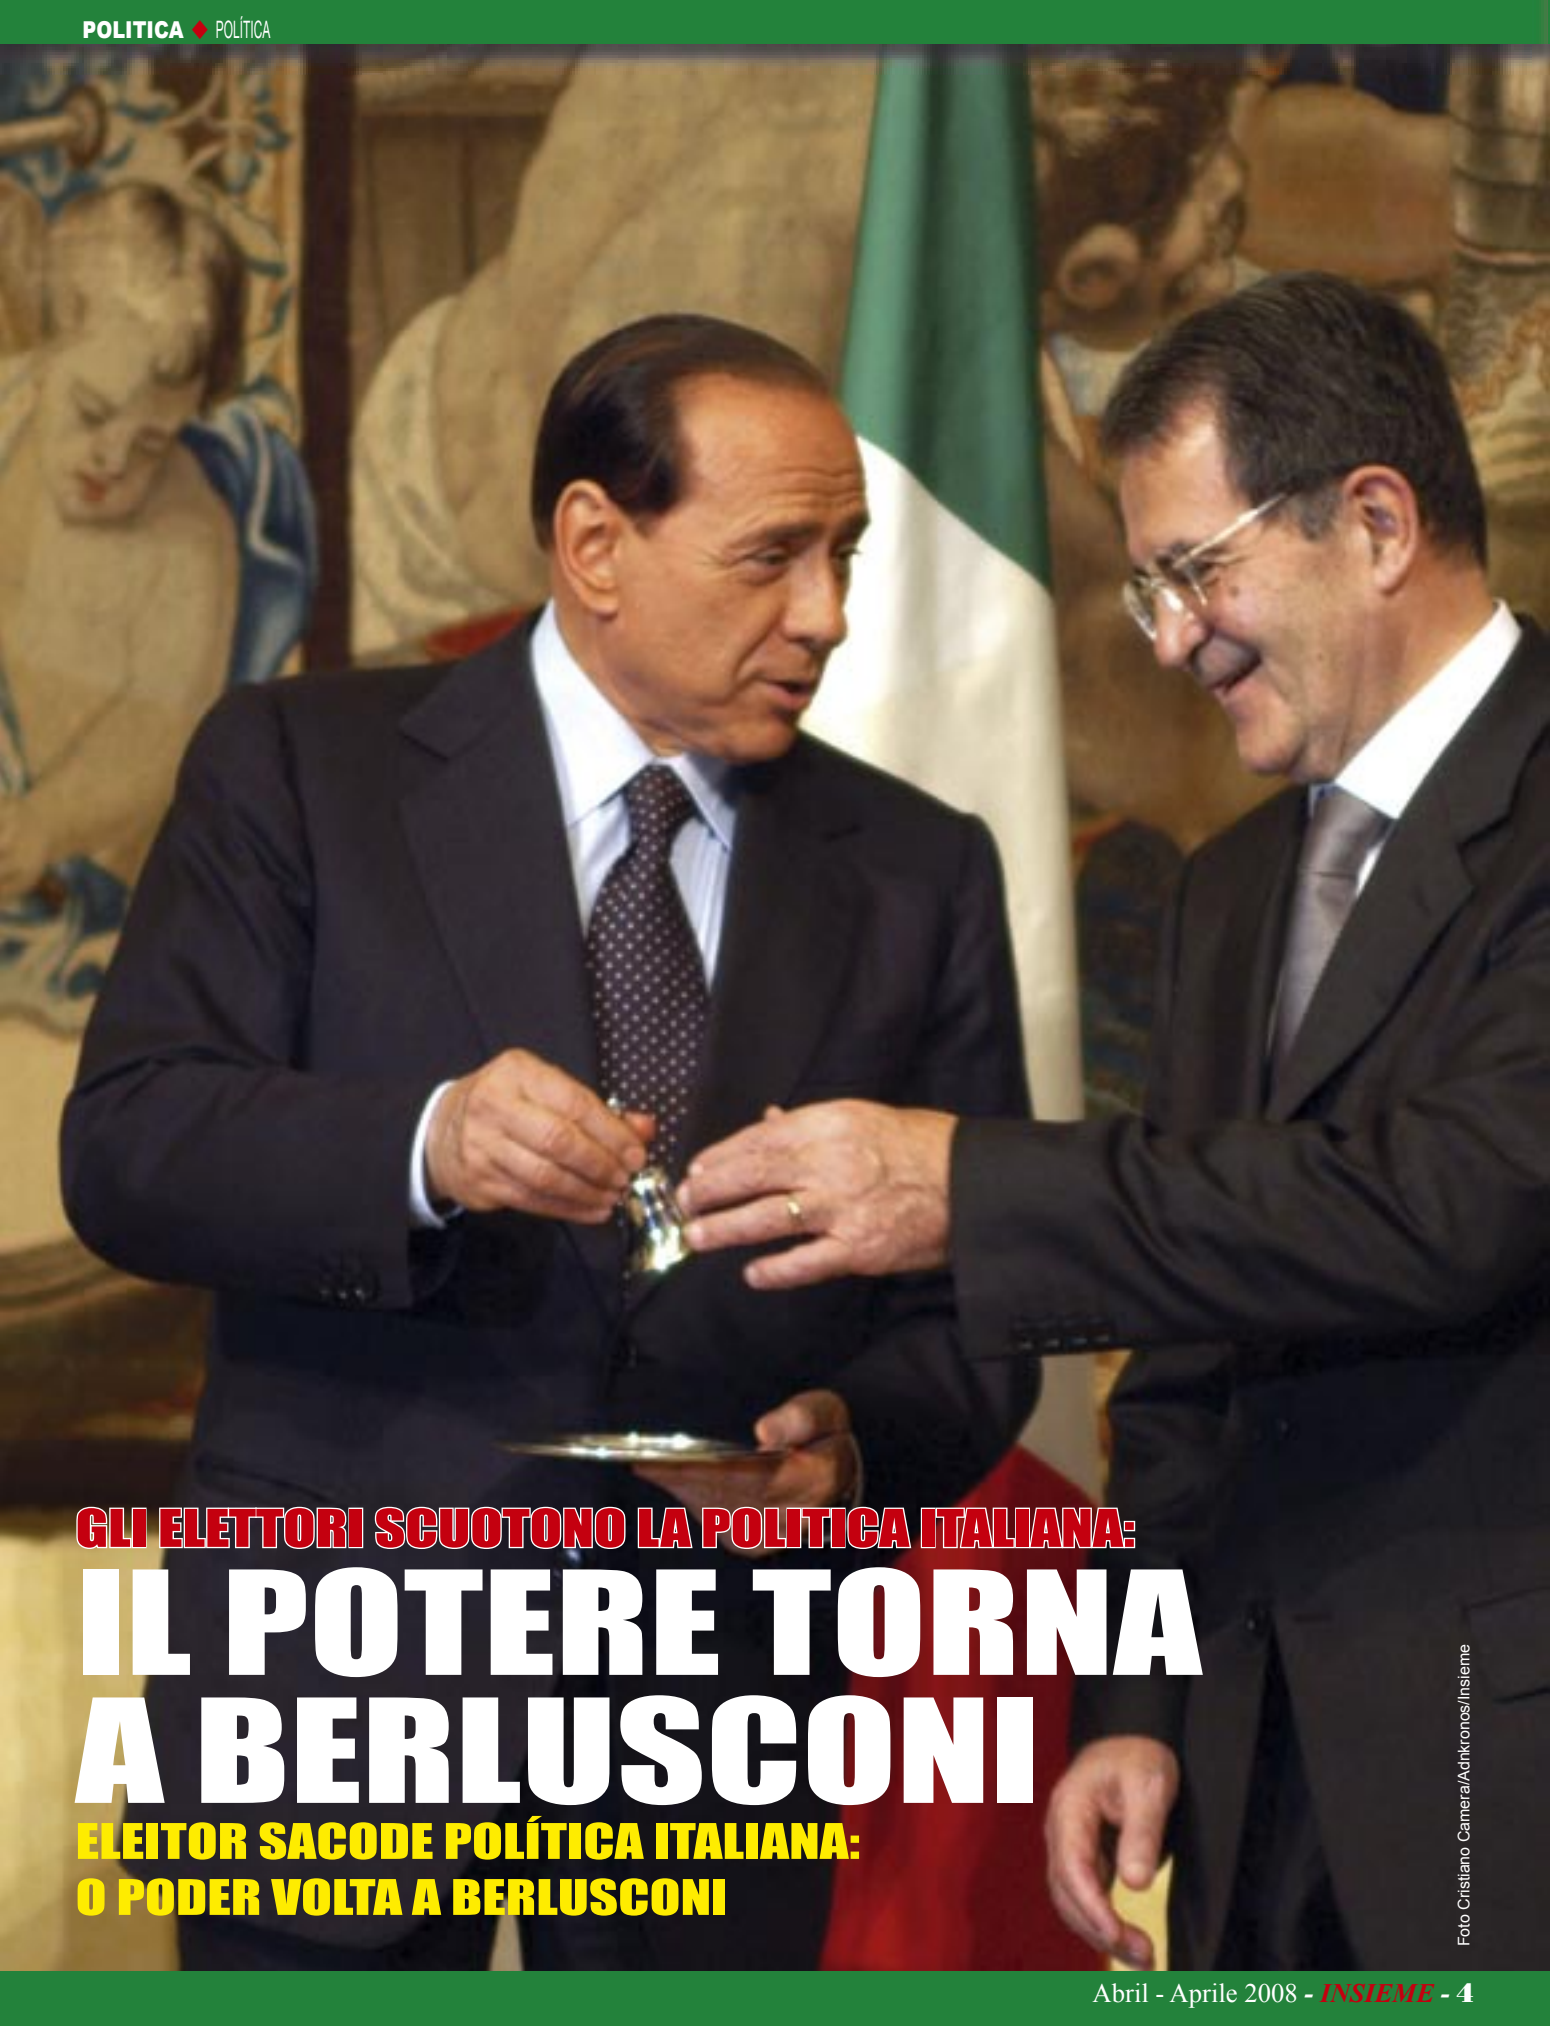 POLITICA ♦ POLÍTICA
GLI ELETTORI SCUOTONO LA POLITICA ITALIANA:
IL POTERE TORNA
A BERLUSCONI
ELEITOR SACODE POLÍTICA ITALIANA:
O PODER VOLTA A BERLUSCONI
Foto Cristiano Camera/Adnkronos/Insieme
Abril - Aprile 2008 - INSIEME - 4